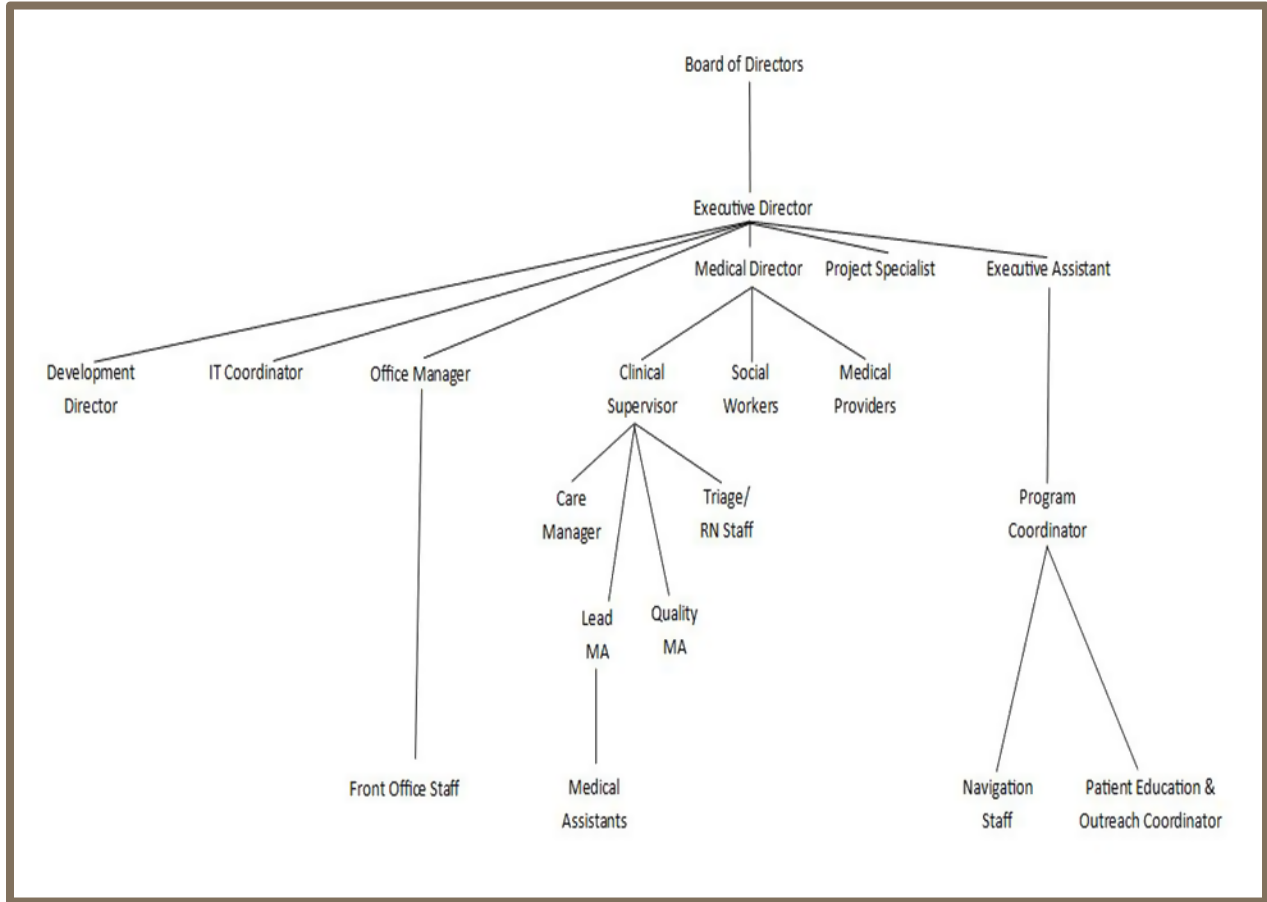 Board of Directors
Executive Director
Medical Director
Project Specialist
Executive Assistant
Development
Director
IT Coordinator
Office Manager
Clinical
Supervisor
Social
Workers
Medical
Providers
Care
Manager
Triage/
RN Staff
Program
Coordinator
Lead
MA
Quality
MA
Front Office Staff
Medical
Assistants
Navigation
Staff
Patient Education &
Outreach Coordinator